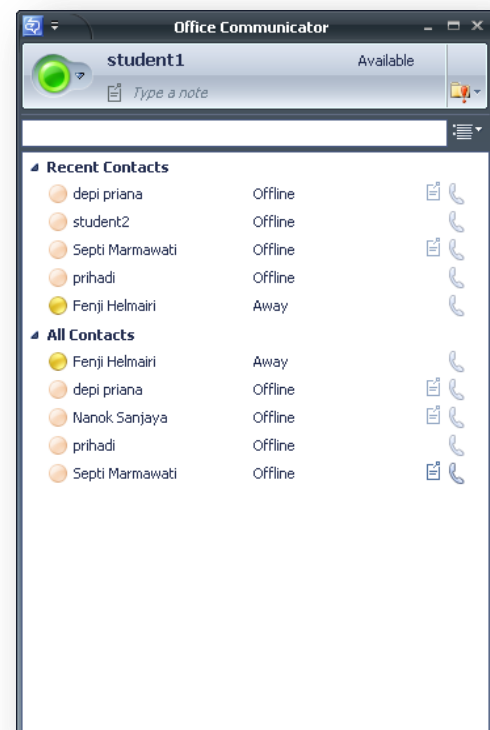 Office Communicator
student1 Available
Type a note
Recent Contacts
depi priana Offline
student2 Offline
Septi Marmawati Offline
prihadi Offline
Fenji Helmairi Away
All Contacts
Fenji Helmairi Away
depi priana Offline
Nanok Sanjaya Offline
prihadi Offline
Septi Marmawati Offline